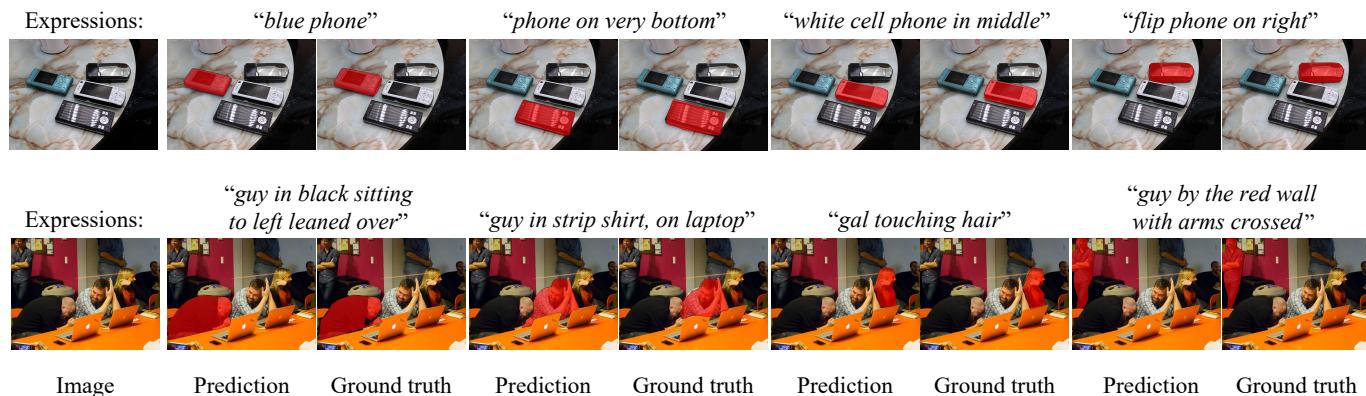 Expressions: “blue phone” “phone on very bottom” “white cell phone in middle” “flip phone on right”
“guy in black sitting “guy by the red wall
Expressions: to left leaned over” “guy in strip shirt, on laptop” “gal touching hair” with arms crossed”
Image Prediction Ground truth Prediction Ground truth Prediction Ground truth Prediction Ground truth